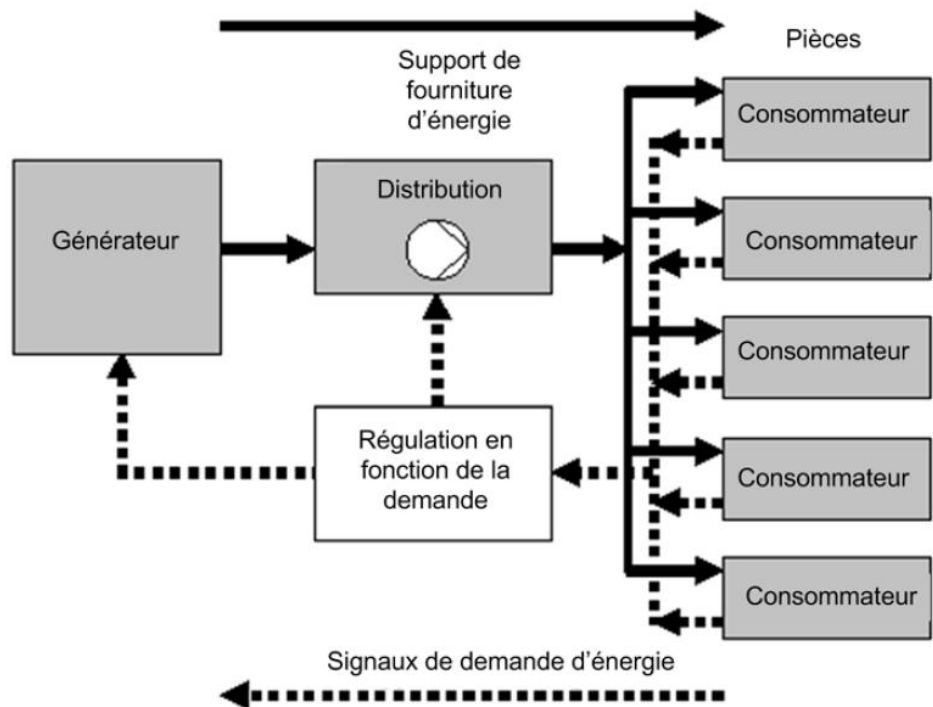 Pièces
Support de
fourniture
d’énergie
Consommateur
Générateur
Distribution
Consommateur
Consommateur
Régulation en
fonction de la
demande
Consommateur
Consommateur
Signaux de demande d’énergie